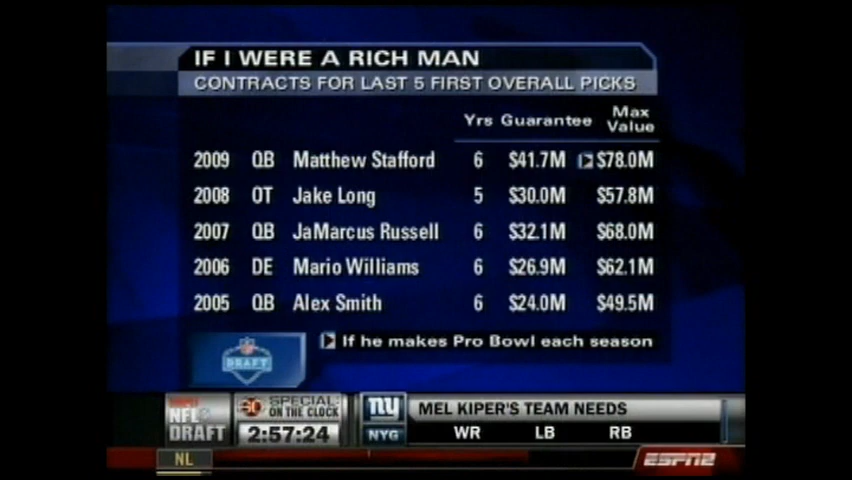 IF I WERE A RICH MAN
CONTRACTS FOR LAST 5 FIRST OVERALL PICKS
Yrs Guarantee Max Value
2009 QB Matthew Stafford 6 $41.7M $78.0M
2008 OT Jake Long 5 $30.0M $57.8M
2007 QB JaMarcus Russell 6 $32.1M $68.0M
2006 DE Mario Williams 6 $26.9M $62.1M
2005 QB Alex Smith 6 $24.0M $49.5M
If he makes Pro Bowl each season
NFL
DRAFT
ESPN
NFL
DRAFT
SPECIAL:
ON THE CLOCK
2:57:24
ny
NYG
MEL KIPER'S TEAM NEEDS
WR LB RB
NL
ESPN2